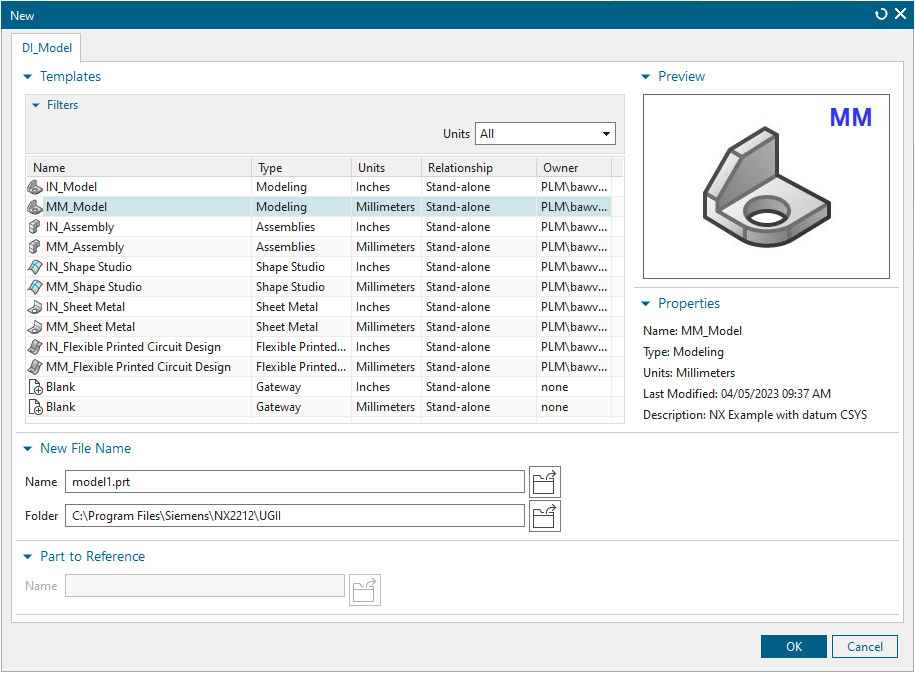 New
DI_Model
Templates
Filters
Units All
Name Type Units Relationship Owner
IN_Model Modeling Inches Stand-alone PLM\bawv...
MM_Model Modeling Millimeters Stand-alone PLM\bawv...
IN_Assembly Assemblies Inches Stand-alone PLM\bawv...
MM_Assembly Assemblies Millimeters Stand-alone PLM\bawv...
IN_Shape Studio Shape Studio Inches Stand-alone PLM\bawv...
MM_Shape Studio Shape Studio Millimeters Stand-alone PLM\bawv...
IN_Sheet Metal Sheet Metal Inches Stand-alone PLM\bawv...
MM_Sheet Metal Sheet Metal Millimeters Stand-alone PLM\bawv...
IN_Flexible Printed Circuit Design Flexible Printed... Inches Stand-alone PLM\bawv...
MM_Flexible Printed Circuit Design Flexible Printed... Millimeters Stand-alone PLM\bawv...
Blank Gateway Inches Stand-alone none
Blank Gateway Millimeters Stand-alone none
Preview
MM
Properties
Name: MM_Model
Type: Modeling
Units: Millimeters
Last Modified: 04/05/2023 09:37 AM
Description: NX Example with datum CSYS
New File Name
Name model1.prt
Folder C:\Program Files\Siemens\NX2212\UGII
Part to Reference
Name
OK Cancel